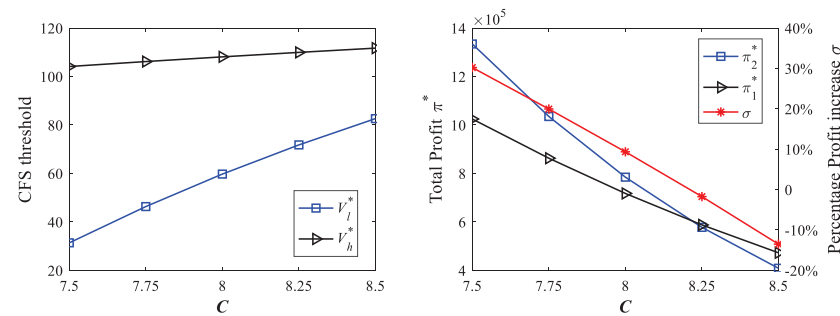 120
100
80
60
40
20
7.5 7.75 8 8.25 8.5
CFS threshold
C
V_l^*
V_h^*
×10^5
14
12
10
8
6
4
40%
30%
20%
10%
0
-10%
-20%
7.5 7.75 8 8.25 8.5
Total Profit π^*
Percentage Profit increase σ
C
π_2^*
π_1^*
σ